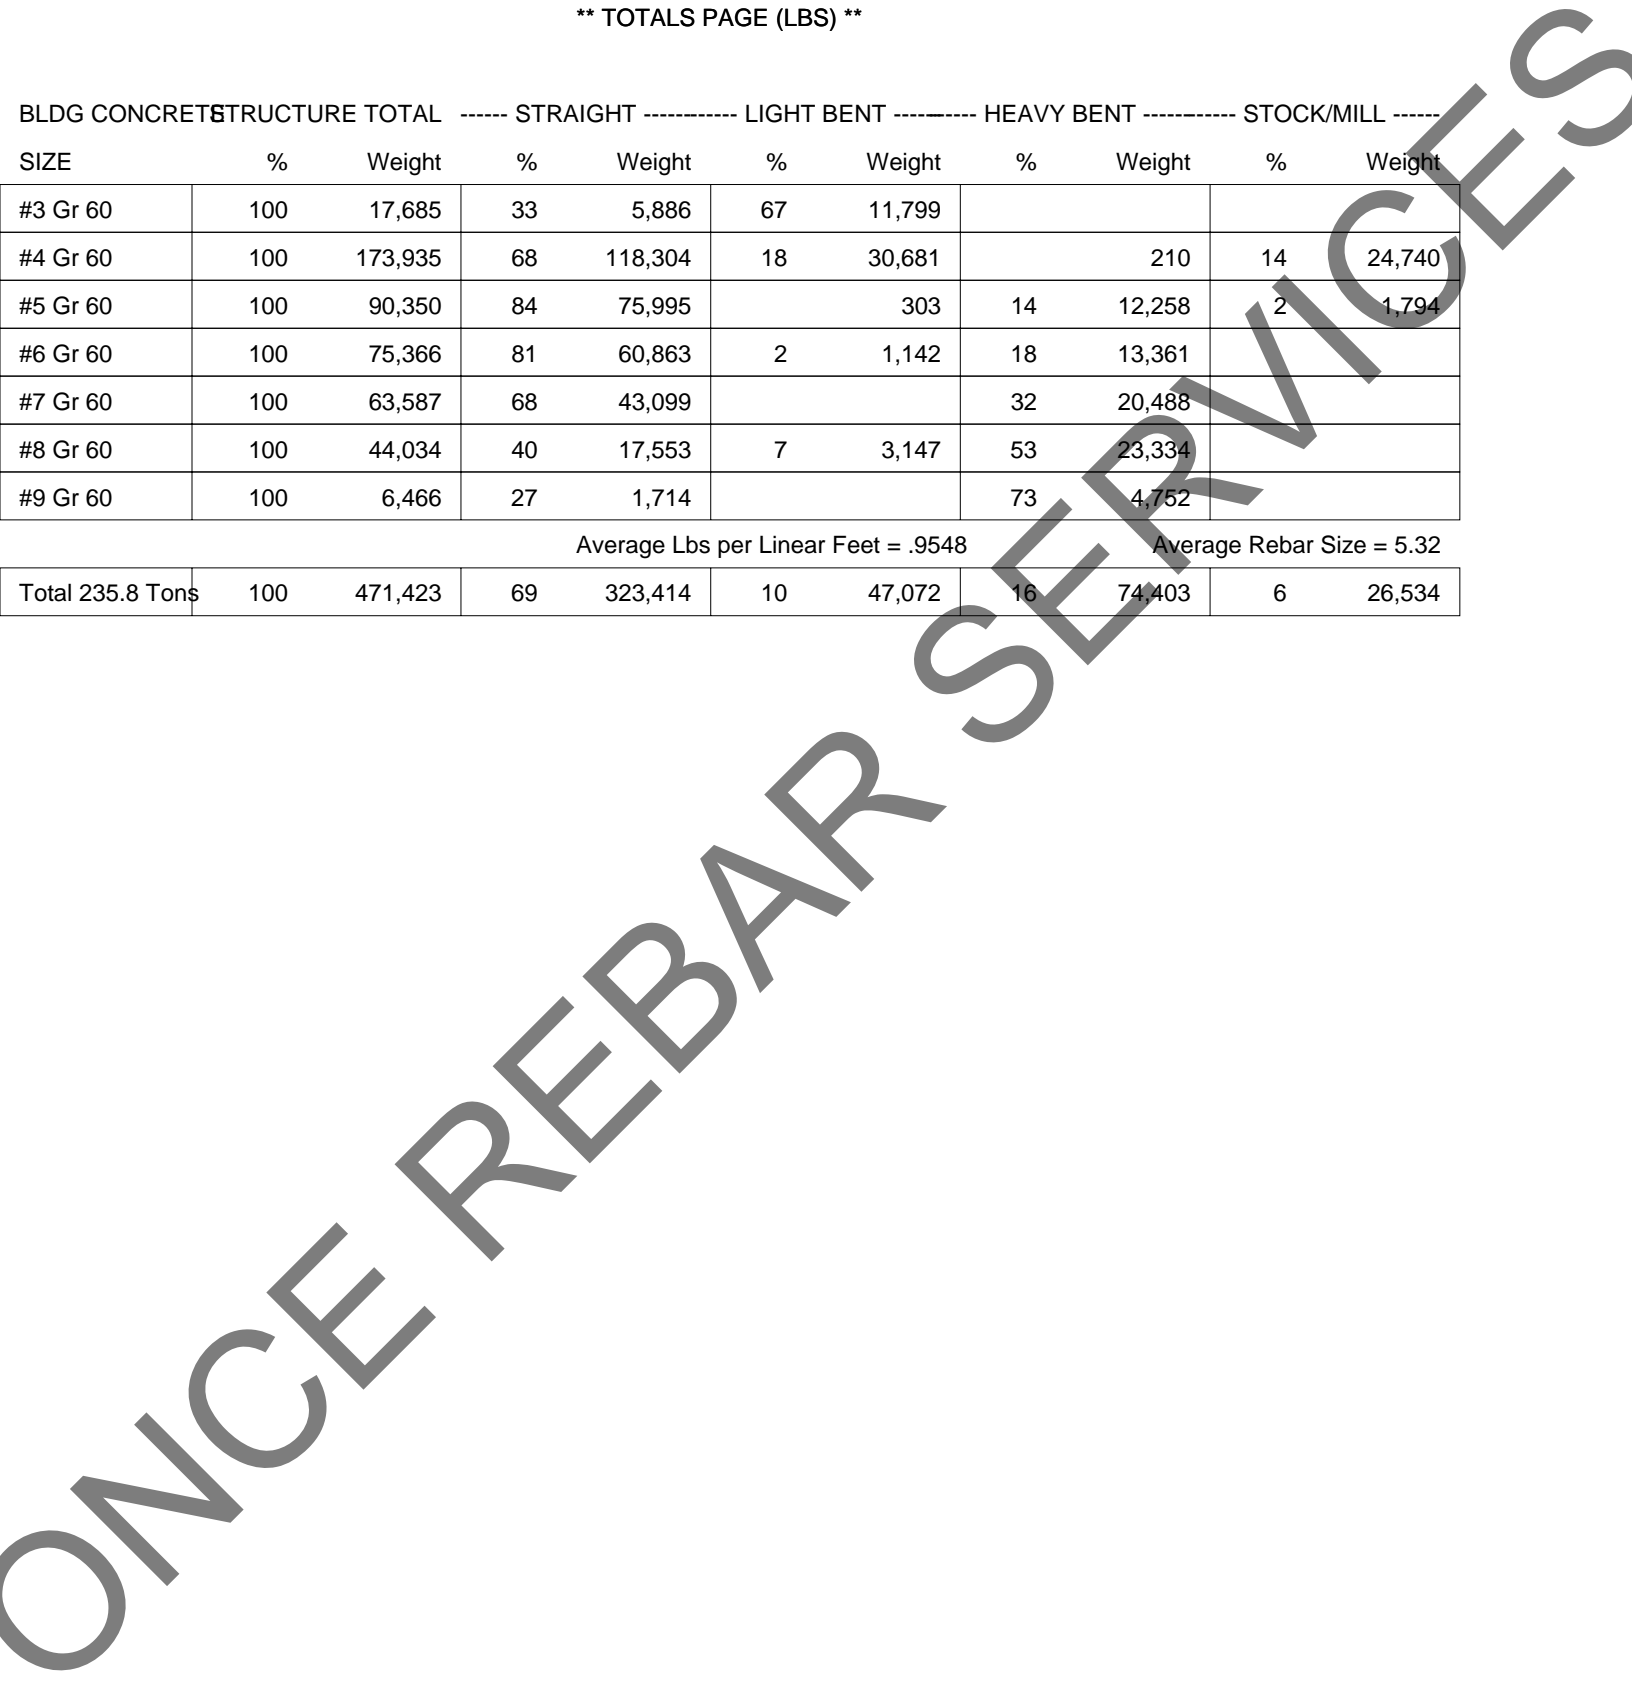 ** TOTALS PAGE (LBS) **
BLDG CONCRETE STRUCTURE TOTAL ------ STRAIGHT ------ ------ LIGHT BENT ------ ------ HEAVY BENT ------ ------ STOCK/MILL ------
SIZE % Weight % Weight % Weight % Weight % Weight
#3 Gr 60 100 17,685 33 5,886 67 11,799
#4 Gr 60 100 173,935 68 118,304 18 30,681 210 14 24,740
#5 Gr 60 100 90,350 84 75,995 303 14 12,258 2 1,794
#6 Gr 60 100 75,366 81 60,863 2 1,142 18 13,361
#7 Gr 60 100 63,587 68 43,099 32 20,488
#8 Gr 60 100 44,034 40 17,553 7 3,147 53 23,334
#9 Gr 60 100 6,466 27 1,714 73 4,752
Average Lbs per Linear Feet = .9548 Average Rebar Size = 5.32
Total 235.8 Tons 100 471,423 69 323,414 10 47,072 16 74,403 6 26,534
ONCE REBAR SERVICES